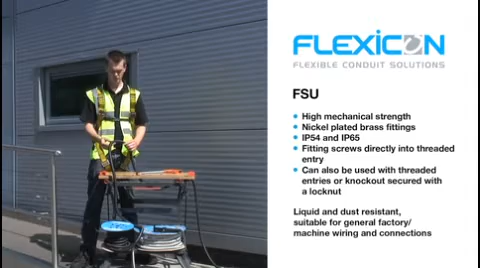 FLEXICON
FLEXIBLE CONDUIT SOLUTIONS
FSU
• High mechanical strength
• Nickel plated brass fittings
• IP54 and IP65
• Fitting screws directly into threaded
entry
• Can also be used with threaded
entries or knockout secured with
a locknut
Liquid and dust resistant,
suitable for general factory/
machine wiring and connections